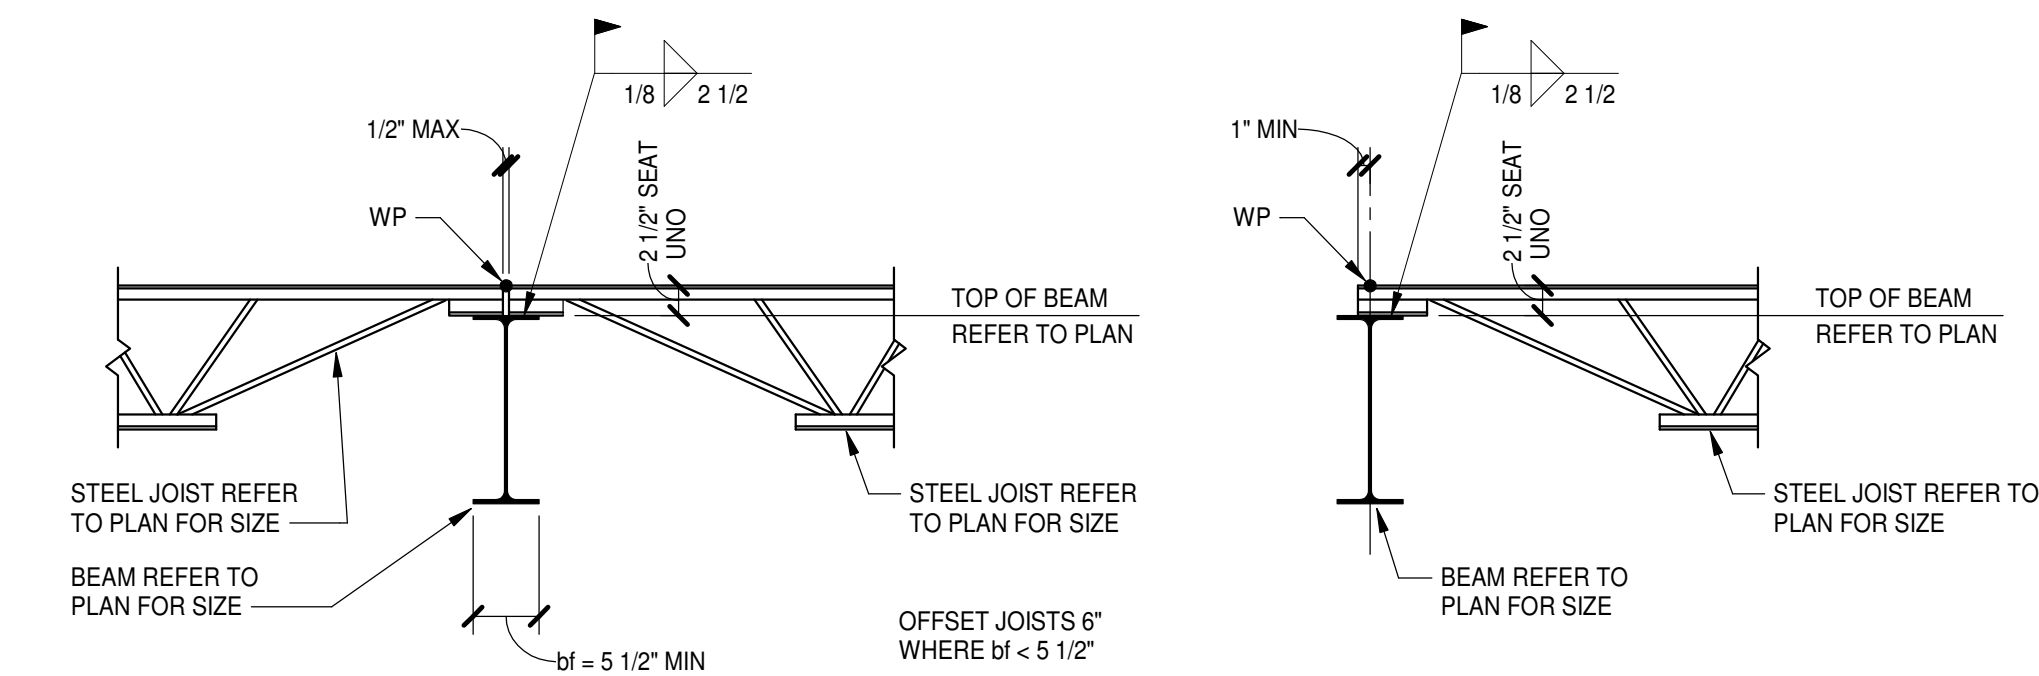 1/8
2 1/2
1/2" MAX
WP
2 1/2" SEAT
UNO
TOP OF BEAM
REFER TO PLAN
STEEL JOIST REFER
TO PLAN FOR SIZE
STEEL JOIST REFER
TO PLAN FOR SIZE
BEAM REFER TO
PLAN FOR SIZE
bf = 5 1/2" MIN
OFFSET JOISTS 6"
WHERE bf < 5 1/2"
1/8
2 1/2
1" MIN
WP
2 1/2" SEAT
UNO
TOP OF BEAM
REFER TO PLAN
STEEL JOIST REFER TO
PLAN FOR SIZE
BEAM REFER TO
PLAN FOR SIZE